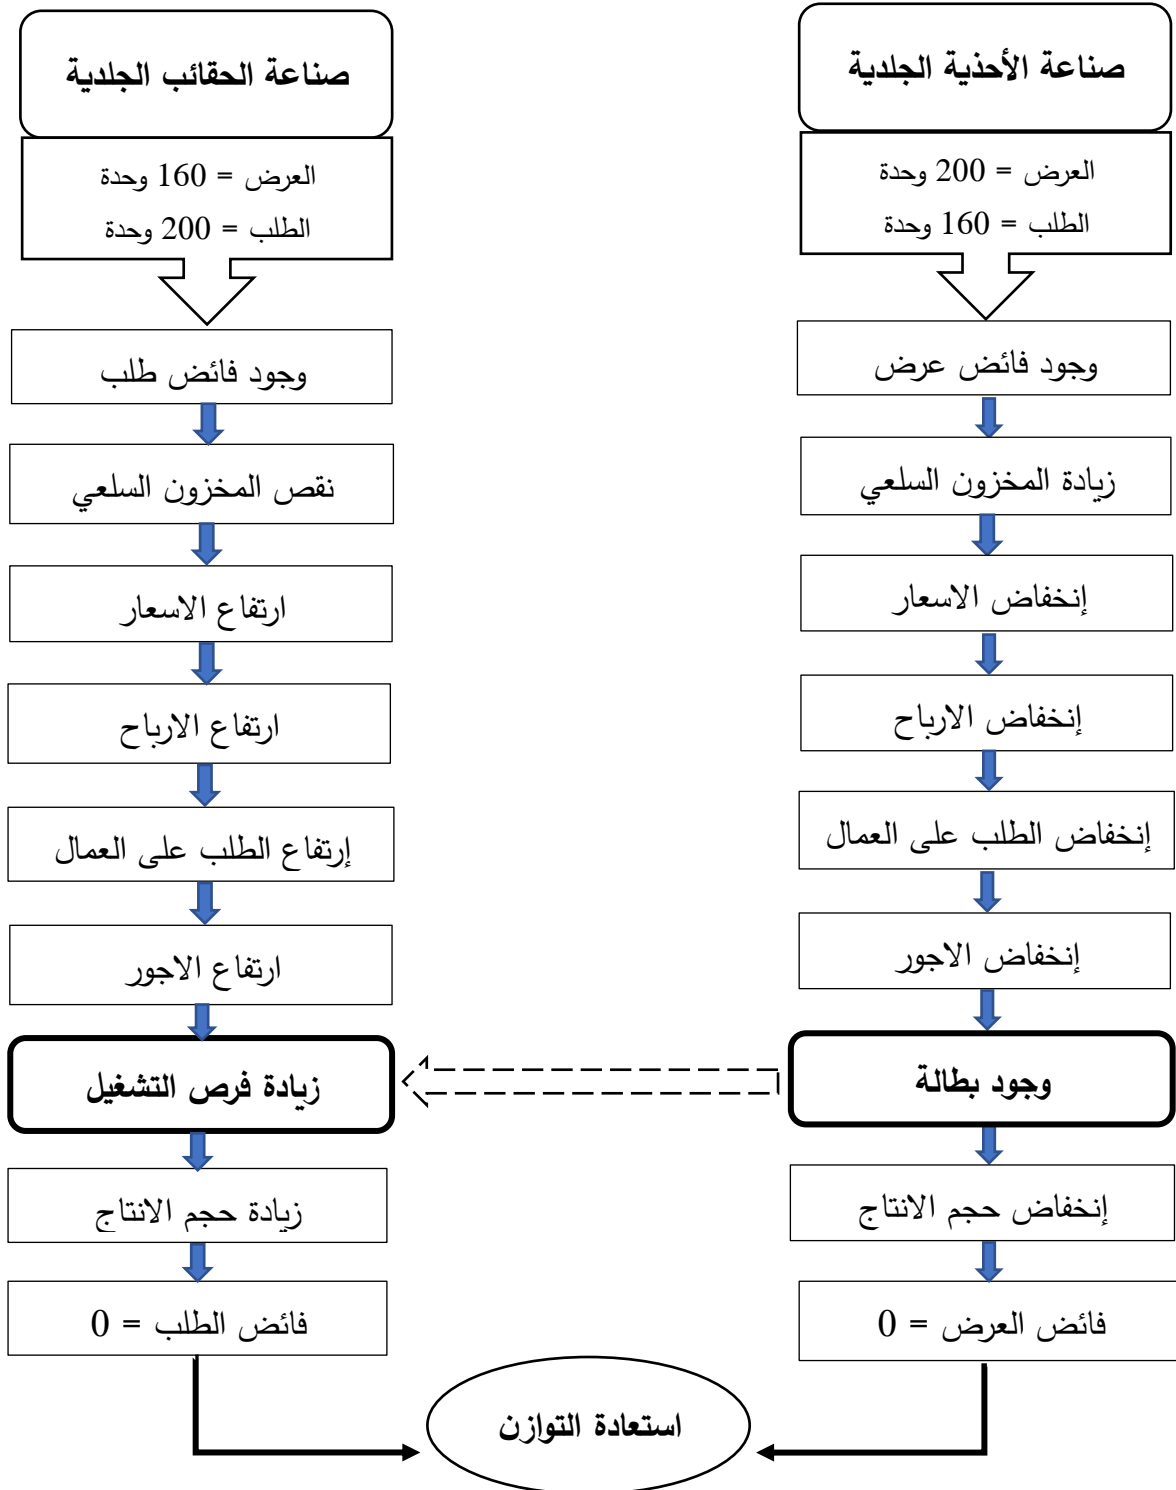 صناعة الأحذية الجلدية
العرض = 200 وحدة
الطلب = 160 وحدة
وجود فائض عرض
زيادة المخزون السلعي
إنخفاض الاسعار
إنخفاض الارباح
إنخفاض الطلب على العمال
إنخفاض الاجور
وجود بطالة
إنخفاض حجم الانتاج
فائض العرض = 0
صناعة الحقائب الجلدية
العرض = 160 وحدة
الطلب = 200 وحدة
وجود فائض طلب
نقص المخزون السلعي
ارتفاع الاسعار
ارتفاع الارباح
إرتفاع الطلب على العمال
ارتفاع الاجور
زيادة فرص التشغيل
زيادة حجم الانتاج
فائض الطلب = 0
استعادة التوازن